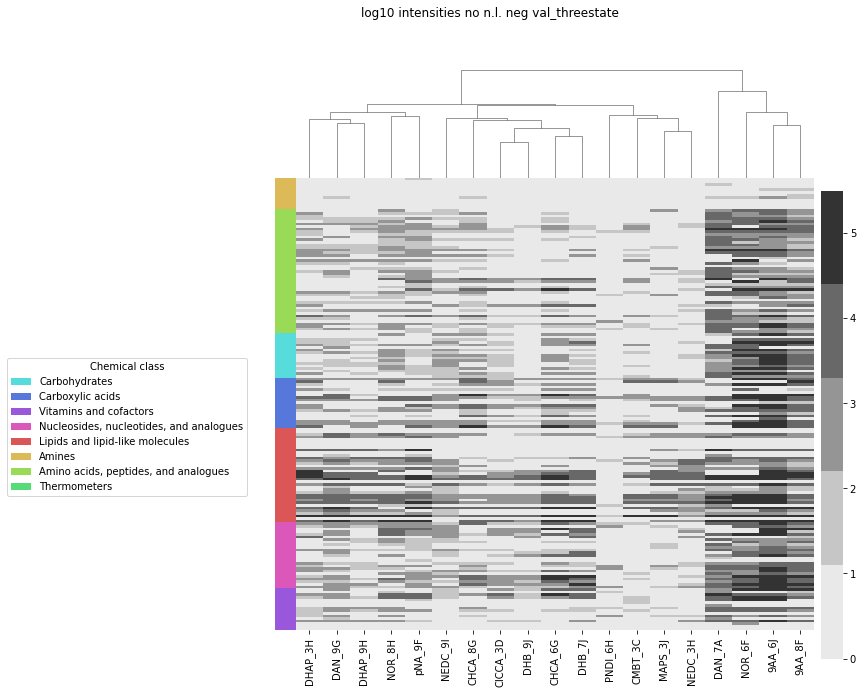 log10 intensities no n.l. neg val_threestate
5
4
3
2
1
0
Chemical class
Carbohydrates
Carboxylic acids
Vitamins and cofactors
Nucleosides, nucleotides, and analogues
Lipids and lipid-like molecules
Amines
Amino acids, peptides, and analogues
Thermometers
DHAP_3H
DAN_9G
DHAP_9H
NOR_8H
pNA_9F
NEDC_9I
CHCA_8G
ClCCA_3D
DHB_9J
CHCA_6G
DHB_7J
PNDI_6H
CMBT_3C
MAPS_3J
NEDC_3H
DAN_7A
NOR_6F
9AA_6J
9AA_8F